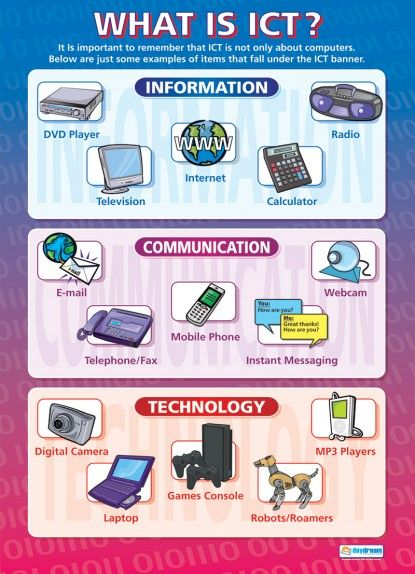 WHAT IS ICT?
It Is important to remember that ICT is not only about computers.
Below are just some examples of items that fall under the ICT banner.
INFORMATION
DVD Player
Radio
WWW
Internet
Television
Calculator
COMMUNICATION
E-mail
Webcam
Mobile Phone
You:
How are you?
Me:
Great thanks!
How are you?
Telephone/Fax
Instant Messaging
TECHNOLOGY
Digital Camera
MP3 Players
Games Console
Laptop
Robots/Roamers
daydream